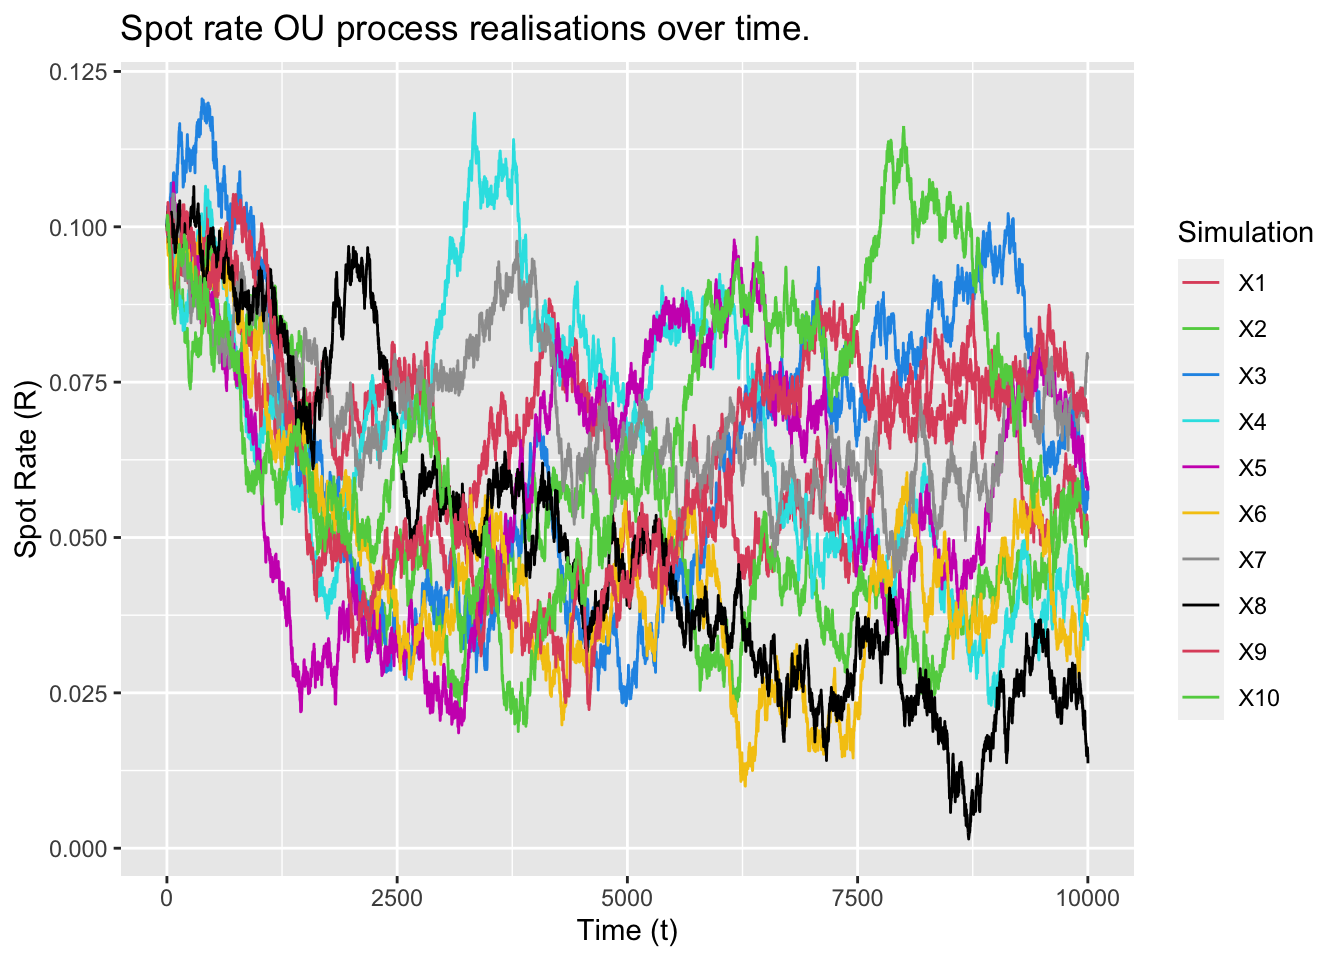 Spot rate OU process realisations over time.
0.125
0.100
0.075
0.050
0.025
0.000
Spot Rate (R)
0 2500 5000 7500 10000
Time (t)
Simulation
X1
X2
X3
X4
X5
X6
X7
X8
X9
X10